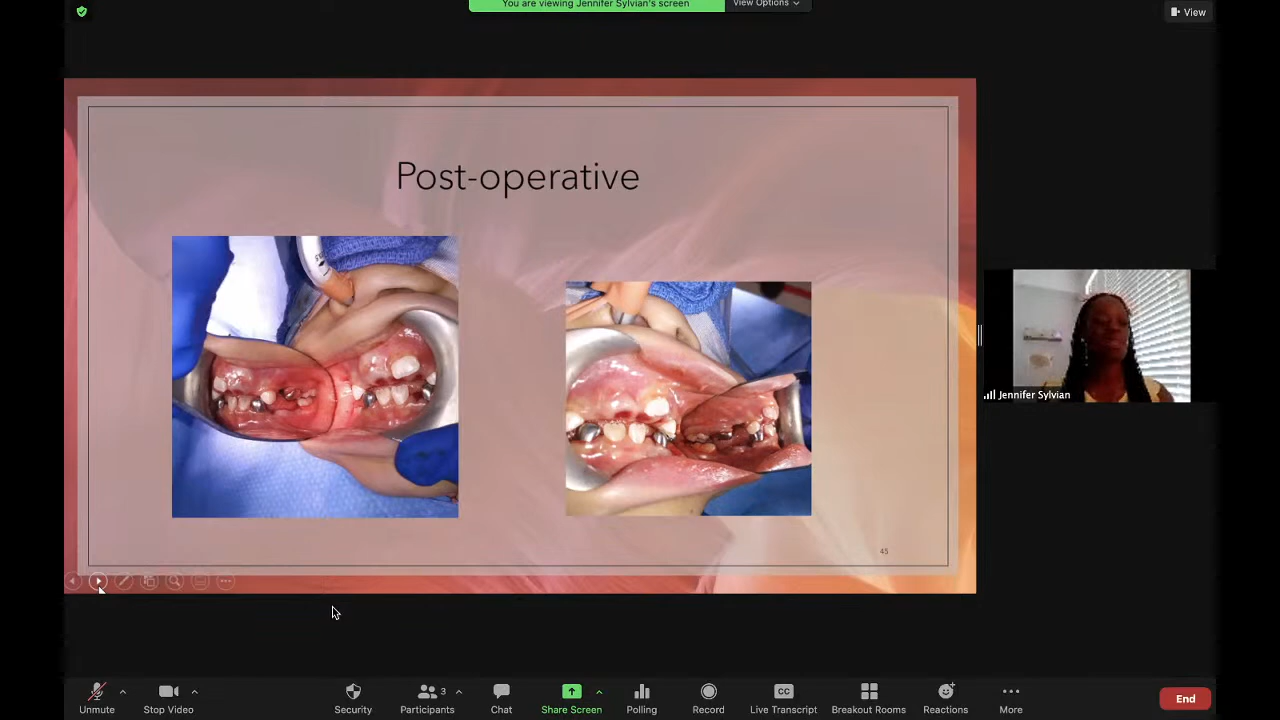 You are viewing Jennifer Sylvian's screen
View Options
View
Post-operative
45
Jennifer Sylvian
Unmute
Stop Video
Security
3
Participants
Chat
Share Screen
Polling
Record
CC
Live Transcript
Breakout Rooms
Reactions
More
End